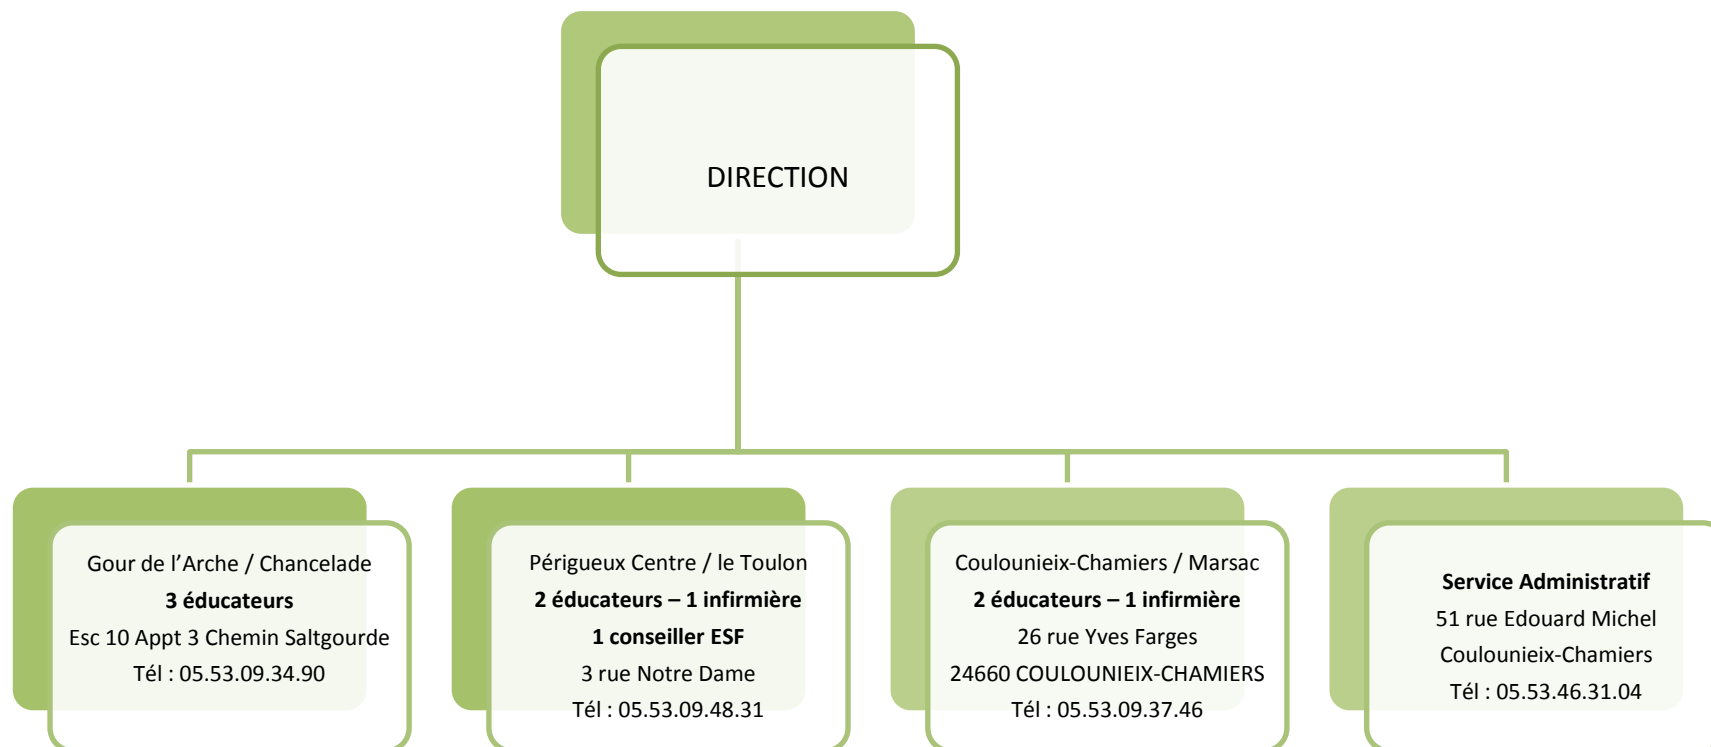 DIRECTION
Gour de l’Arche / Chancelade
3 éducateurs
Esc 10 Appt 3 Chemin Saltgourde
Tél : 05.53.09.34.90
Périgueux Centre / le Toulon
2 éducateurs – 1 infirmière
1 conseiller ESF
3 rue Notre Dame
Tél : 05.53.09.48.31
Coulounieix-Chamiers / Marsac
2 éducateurs – 1 infirmière
26 rue Yves Farges
24660 COULOUNIEIX-CHAMIERS
Tél : 05.53.09.37.46
Service Administratif
51 rue Edouard Michel
Coulounieix-Chamiers
Tél : 05.53.46.31.04